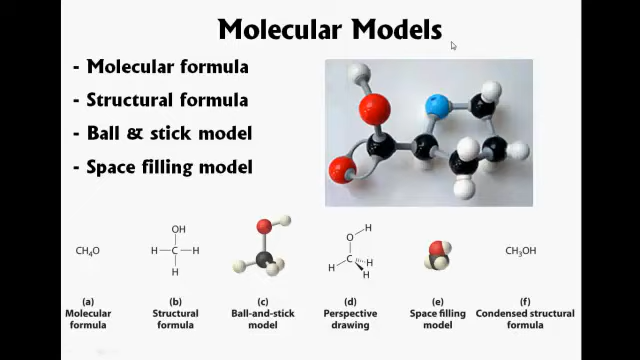 Molecular Models
- Molecular formula
- Structural formula
- Ball & stick model
- Space filling model
CH₄O
OH
H—C—H
H
H
O
C
H
H
H
CH₃OH
(a)
Molecular
formula
(b)
Structural
formula
(c)
Ball-and-stick
model
(d)
Perspective
drawing
(e)
Space filling
model
(f)
Condensed structural
formula